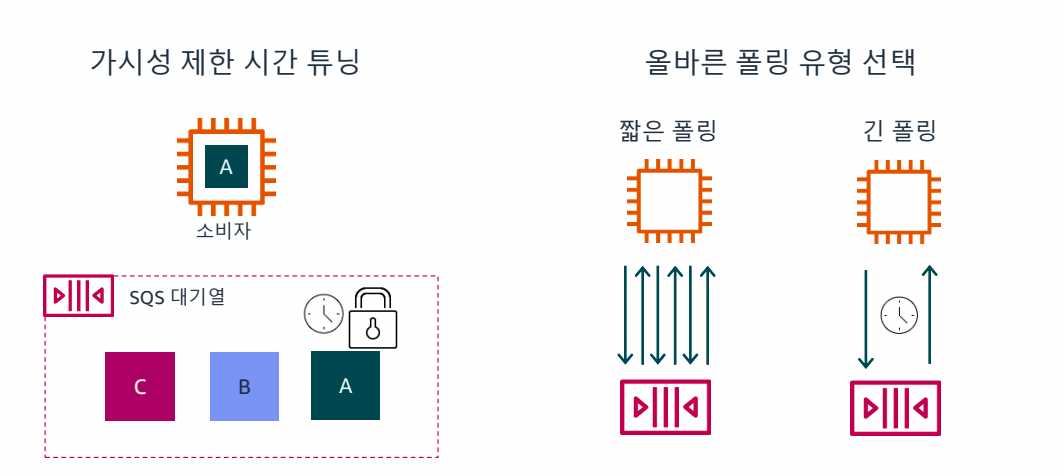 가시성 제한 시간 튜닝
A
소비자
SQS 대기열
C
B
A
올바른 폴링 유형 선택
짧은 폴링
긴 폴링